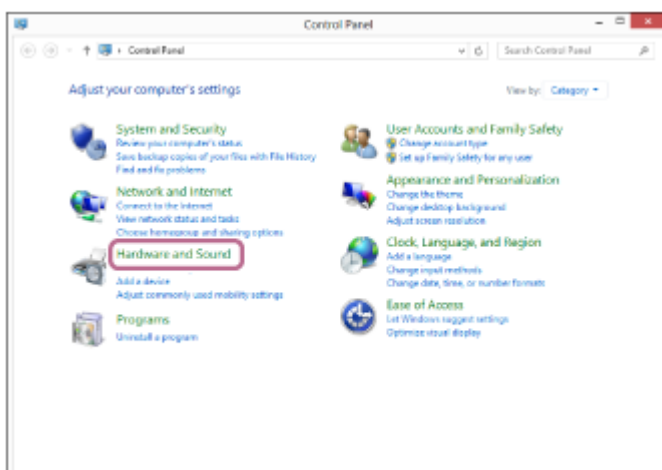 Control Panel
Control Panel
Search Control Panel
Adjust your computer's settings
View by: Category
System and Security
Review your computer's status
Save backup copies of your files with File History
Find and fix problems
Network and Internet
Connect to the Internet
View network status and tasks
Choose homegroup and sharing options
Hardware and Sound
Add a device
Adjust commonly used mobility settings
Programs
Uninstall a program
User Accounts and Family Safety
Change account type
Set up Family Safety for any user
Appearance and Personalization
Change the theme
Change desktop background
Adjust screen resolution
Clock, Language, and Region
Add a language
Change input methods
Change date, time, or number formats
Ease of Access
Let Windows suggest settings
Optimize visual display